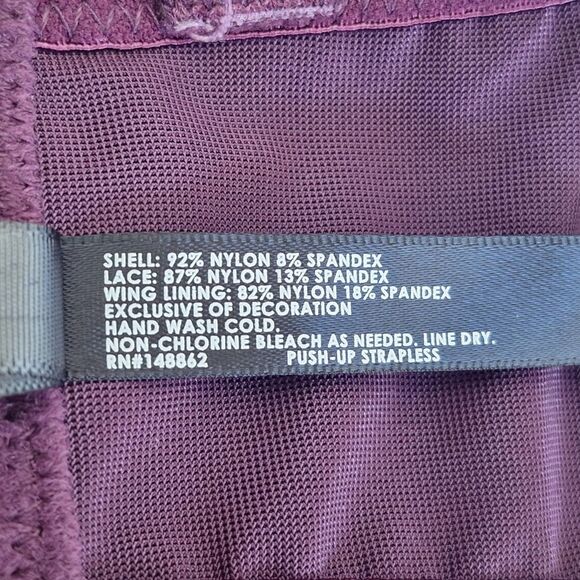 SHELL: 92% NYLON 8% SPANDEX
LACE: 87% NYLON 13% SPANDEX
WING LINING: 82% NYLON 18% SPANDEX
EXCLUSIVE OF DECORATION
HAND WASH COLD.
NON-CHLORINE BLEACH AS NEEDED. LINE DRY.
RN#148862 PUSH-UP STRAPLESS